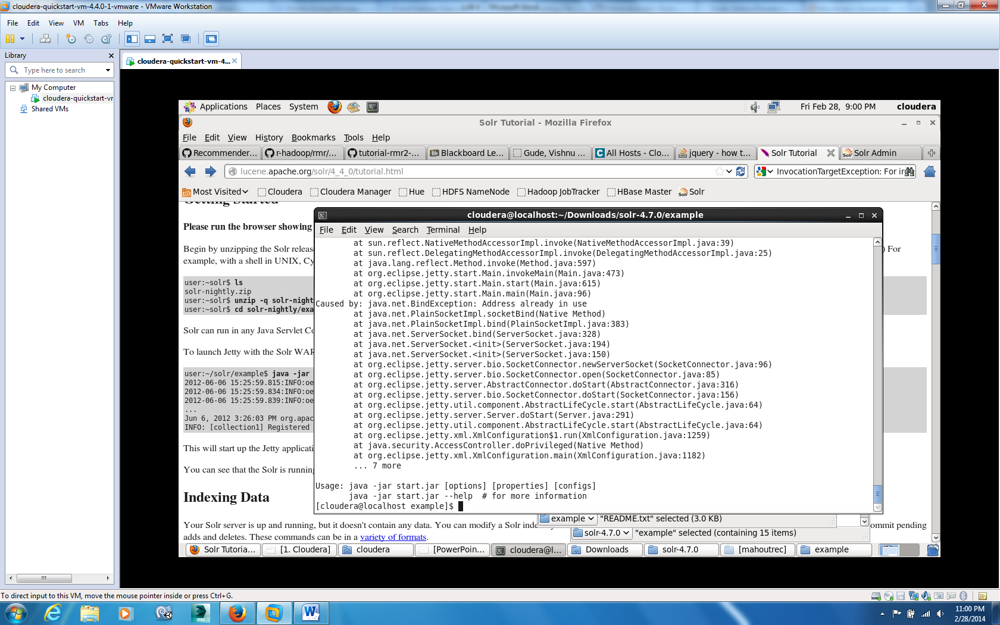 cloudera-quickstart-vm-4.4.0-1-vmware - VMware Workstation
File Edit View VM Tabs Help
Library
cloudera-quickstart-vm-4...
Type here to search
My Computer
cloudera-quickstart-vr
Shared VMs
Applications Places System
Fri Feb 28, 9:00 PM cloudera
Solr Tutorial - Mozilla Firefox
File Edit View History Bookmarks Tools Help
Recommender... r-hadoop/rmr/... tutorial-rmr2-... Blackboard Le... Gude, Vishnu ... All Hosts - Clo... jquery - how t... Solr Tutorial Solr Admin
lucene.apache.org/solr/4_4_0/tutorial.html
InvocationTargetException: For ir
Most Visited Cloudera Cloudera Manager Hue HDFS NameNode Hadoop JobTracker HBase Master Solr
Getting Started
Please run the browser showing
Begin by unzipping the Solr releas
) For
example, with a shell in UNIX, Cy
user:~solr$ ls
solr-nightly.zip
user:~solr$ unzip -q solr-night
user:~solr$ cd solr-nightly/exa
Solr can run in any Java Servlet Co
To launch Jetty with the Solr WAR
user:~/solr/example$ java -jar
2012-06-06 15:25:59.815:INFO:oe
2012-06-06 15:25:59.834:INFO:oe
2012-06-06 15:25:59.839:INFO:oe
...
Jun 6, 2012 3:26:03 PM org.apac
INFO: [collection1] Registered
This will start up the Jetty applicati
You can see that the Solr is running
Indexing Data
Your Solr server is up and running, but it doesn't contain any data. You can modify a Solr inde
ommit pending
adds and deletes. These commands can be in a variety of formats.
cloudera@localhost:~/Downloads/solr-4.7.0/example
File Edit View Search Terminal Help
at sun.reflect.NativeMethodAccessorImpl.invoke(NativeMethodAccessorImpl.java:39)
at sun.reflect.DelegatingMethodAccessorImpl.invoke(DelegatingMethodAccessorImpl.java:25)
at java.lang.reflect.Method.invoke(Method.java:597)
at org.eclipse.jetty.start.Main.invokeMain(Main.java:473)
at org.eclipse.jetty.start.Main.start(Main.java:615)
at org.eclipse.jetty.start.Main.main(Main.java:96)
Caused by: java.net.BindException: Address already in use
at java.net.PlainSocketImpl.socketBind(Native Method)
at java.net.PlainSocketImpl.bind(PlainSocketImpl.java:383)
at java.net.ServerSocket.bind(ServerSocket.java:328)
at java.net.ServerSocket.<init>(ServerSocket.java:194)
at java.net.ServerSocket.<init>(ServerSocket.java:150)
at org.eclipse.jetty.server.bio.SocketConnector.newServerSocket(SocketConnector.java:96)
at org.eclipse.jetty.server.bio.SocketConnector.open(SocketConnector.java:85)
at org.eclipse.jetty.server.AbstractConnector.doStart(AbstractConnector.java:316)
at org.eclipse.jetty.server.bio.SocketConnector.doStart(SocketConnector.java:156)
at org.eclipse.jetty.util.component.AbstractLifeCycle.start(AbstractLifeCycle.java:64)
at org.eclipse.jetty.server.Server.doStart(Server.java:291)
at org.eclipse.jetty.util.component.AbstractLifeCycle.start(AbstractLifeCycle.java:64)
at org.eclipse.jetty.xml.XmlConfiguration$1.run(XmlConfiguration.java:1259)
at java.security.AccessController.doPrivileged(Native Method)
at org.eclipse.jetty.xml.XmlConfiguration.main(XmlConfiguration.java:1182)
... 7 more
Usage: java -jar start.jar [options] [properties] [configs]
java -jar start.jar --help # for more information
[cloudera@localhost example]$
example "README.txt" selected (3.0 KB)
solr-4.7.0 "example" selected (containing 15 items)
Solr Tutoria... [1. Cloudera] cloudera [PowerPoin... cloudera@l... Downloads solr-4.7.0 [mahoutrec] example
To direct input to this VM, move the mouse pointer inside or press Ctrl+G.
11:00 PM
2/28/2014